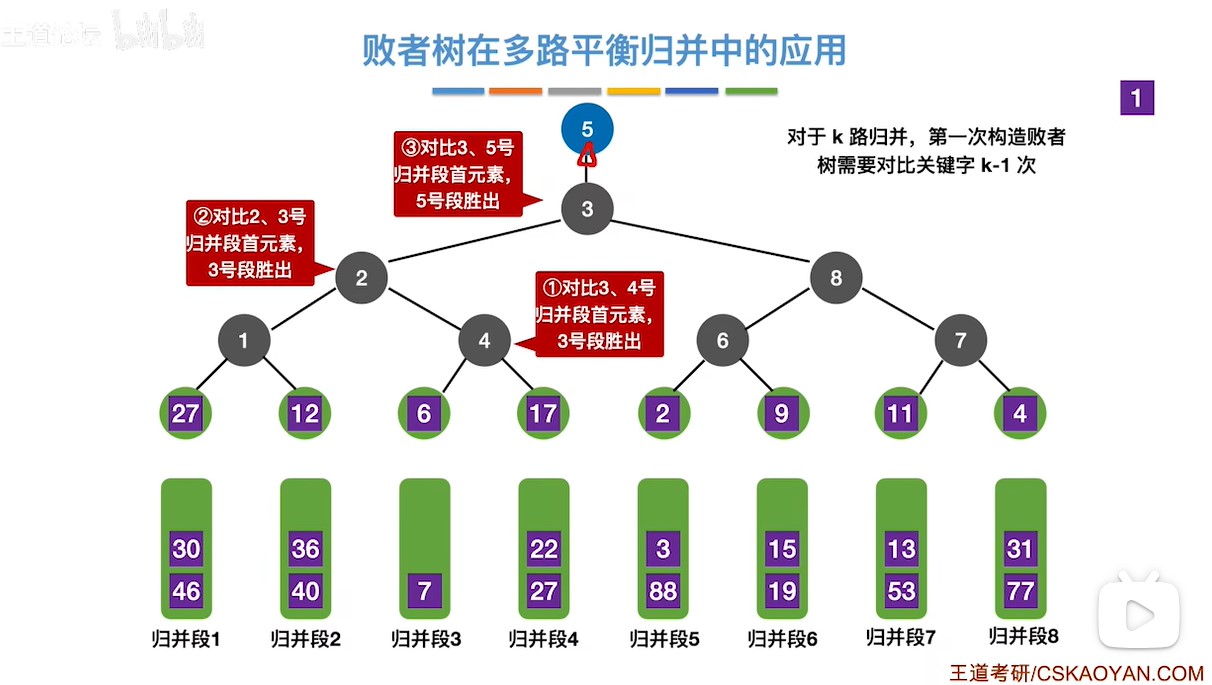 王道论坛 bilibili
败者树在多路平衡归并中的应用
1
对于 k 路归并，第一次构造败者
树需要对比关键字 k-1 次
5
③对比3、5号
归并段首元素，
5号段胜出
3
②对比2、3号
归并段首元素，
3号段胜出
2
8
①对比3、4号
归并段首元素，
3号段胜出
1
4
6
7
27 12 6 17 2 9 11 4
30 36 22 3 15 13 31
46 40 7 27 88 19 53 77
归并段1 归并段2 归并段3 归并段4 归并段5 归并段6 归并段7 归并段8
王道考研/CSKAOYAN.COM